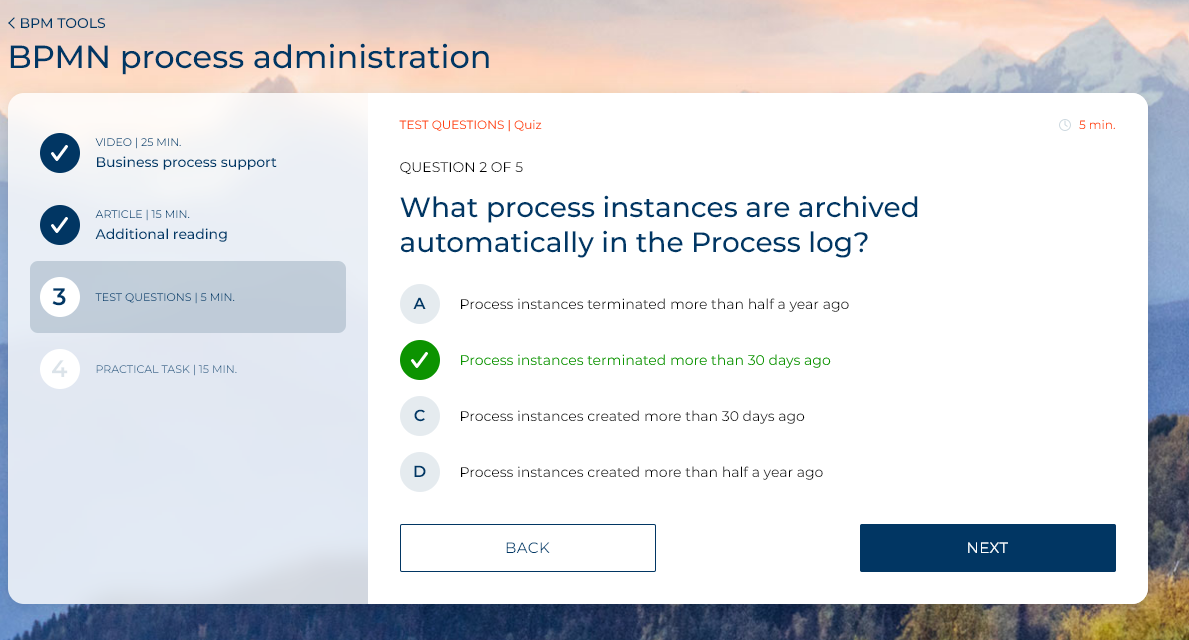 BPM TOOLS
BPMN process administration
VIDEO | 25 MIN.
Business process support
ARTICLE | 15 MIN.
Additional reading
3
TEST QUESTIONS | 5 MIN.
4
PRACTICAL TASK | 15 MIN.
TEST QUESTIONS | Quiz
5 min.
QUESTION 2 OF 5
What process instances are archived
automatically in the Process log?
A
Process instances terminated more than half a year ago
Process instances terminated more than 30 days ago
C
Process instances created more than 30 days ago
D
Process instances created more than half a year ago
BACK
NEXT